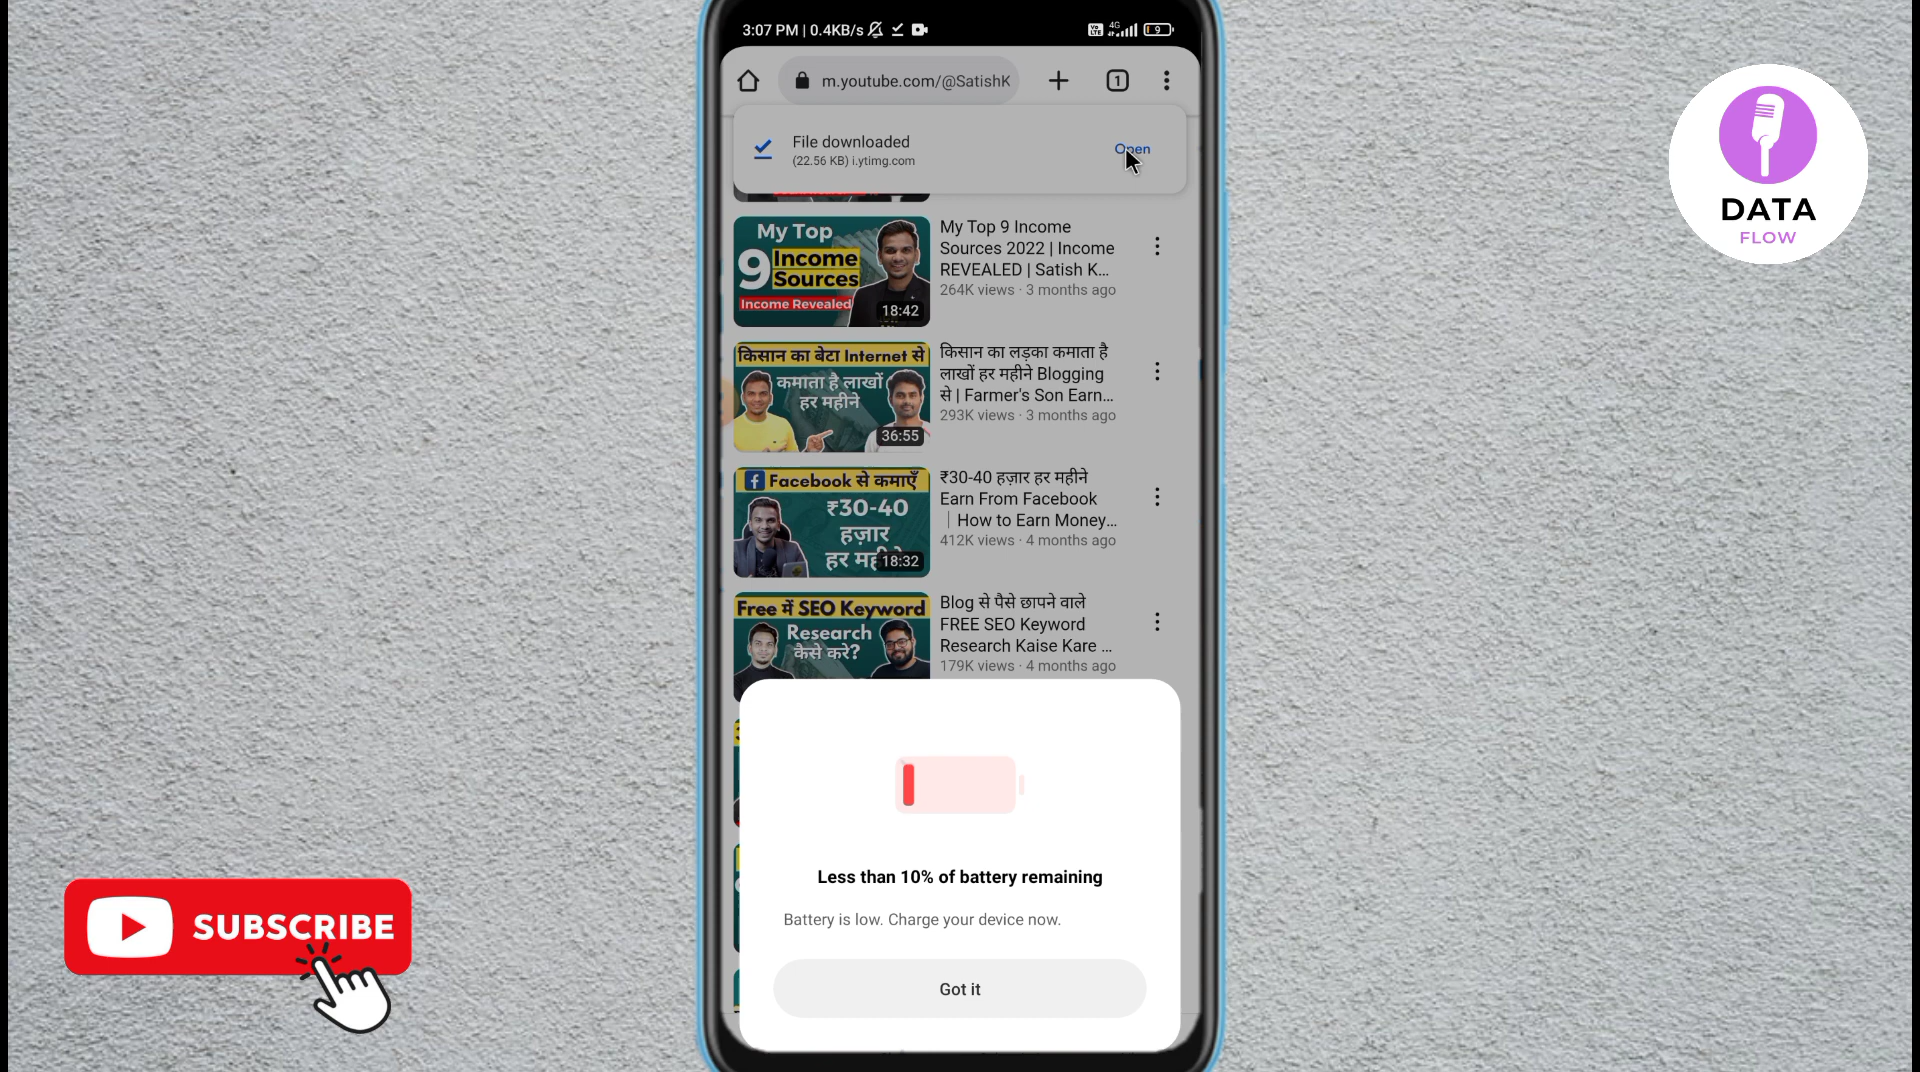 3:07 PM | 0.4KB/s
4G
9
m.youtube.com/@SatishK
1
File downloaded
(22.56 KB) i.ytimg.com
Open
DATA
FLOW
My Top
9 Income
Sources
Income Revealed
18:42
My Top 9 Income
Sources 2022 | Income
REVEALED | Satish K...
264K views · 3 months ago
किसान का बेटा Internet से
कमाता है लाखों
हर महीने
36:55
किसान का लड़का कमाता है
लाखों हर महीने Blogging
से | Farmer's Son Earn...
293K views · 3 months ago
Facebook से कमाएँ
₹30-40
हज़ार
हर
18:32
₹30-40 हज़ार हर महीने
Earn From Facebook
| How to Earn Money...
412K views · 4 months ago
Free में SEO Keyword
Research
कैसे करे?
Blog से पैसे छापने वाले
FREE SEO Keyword
Research Kaise Kare ...
179K views · 4 months ago
Less than 10% of battery remaining
Battery is low. Charge your device now.
Got it
SUBSCRIBE